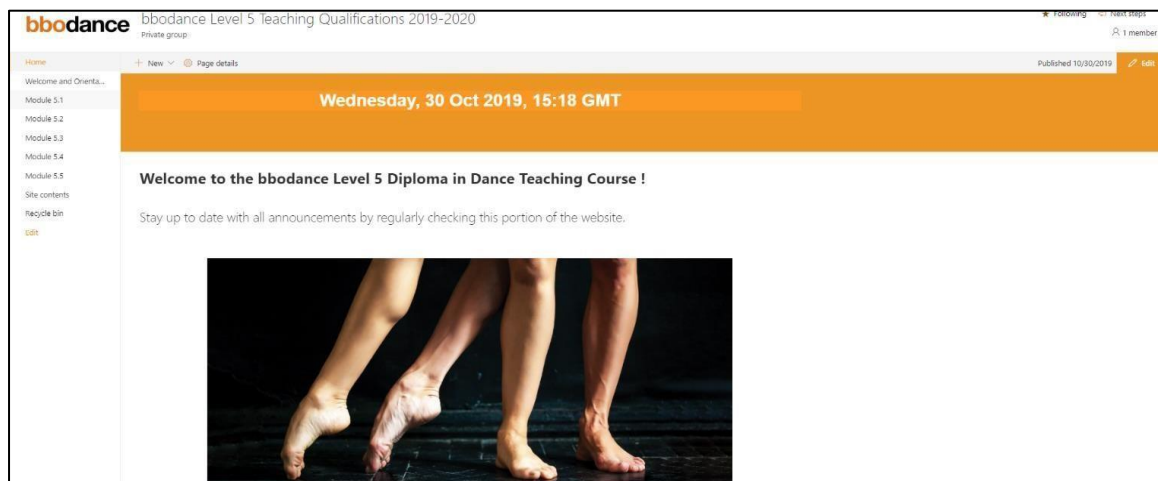 bbodance
bbodance Level 5 Teaching Qualifications 2019-2020
Private group
Following Next steps
1 member
Home
New Page details
Published 10/30/2019 Edit
Welcome and Orienta...
Module 5.1
Module 5.2
Module 5.3
Module 5.4
Module 5.5
Site contents
Recycle bin
Edit
Wednesday, 30 Oct 2019, 15:18 GMT
Welcome to the bbodance Level 5 Diploma in Dance Teaching Course !
Stay up to date with all announcements by regularly checking this portion of the website.